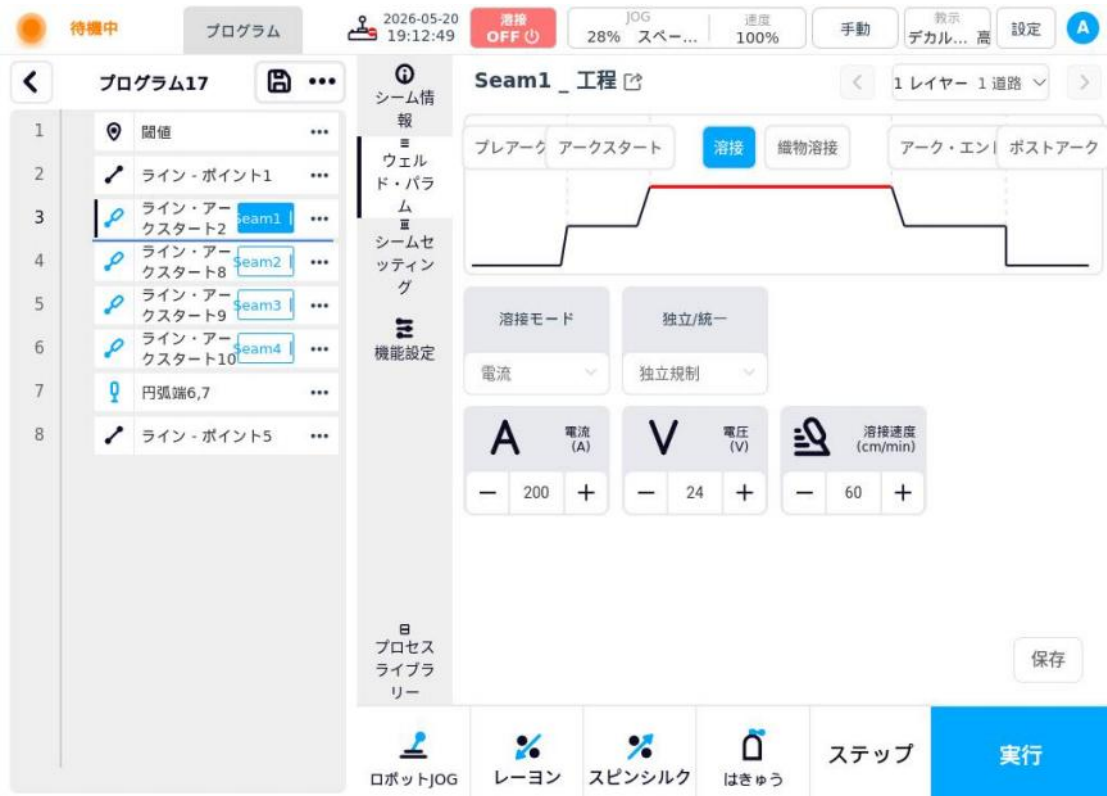 待機中
プログラム
2026-05-20
19:12:49
溶接
OFF
JOG
28% スペー...
速度
100%
手動
教示
デカル... 高
設定
A
プログラム17
1 閾値
2 ライン - ポイント1
3 ライン・アー
クスタート2 Seam1
4 ライン・アー
クスタート8 Seam2
5 ライン・アー
クスタート9 Seam3
6 ライン・アー
クスタート10 Seam4
7 円弧端6,7
8 ライン - ポイント5
シーム情
報
ウェル
ド・パラ
ム
シームセ
ッティン
グ
機能設定
プロセス
ライブラ
リー
Seam1 _ 工程
1 レイヤー 1 道路
プレアーク
アークスタート
溶接
織物溶接
アーク・エン
ポストアーク
溶接モード
電流
独立/統一
独立規制
A 電流
(A)
200
V 電圧
(V)
24
溶接速度
(cm/min)
60
保存
ロボットJOG
レーヨン
スピンシルク
はきゅう
ステップ
実行